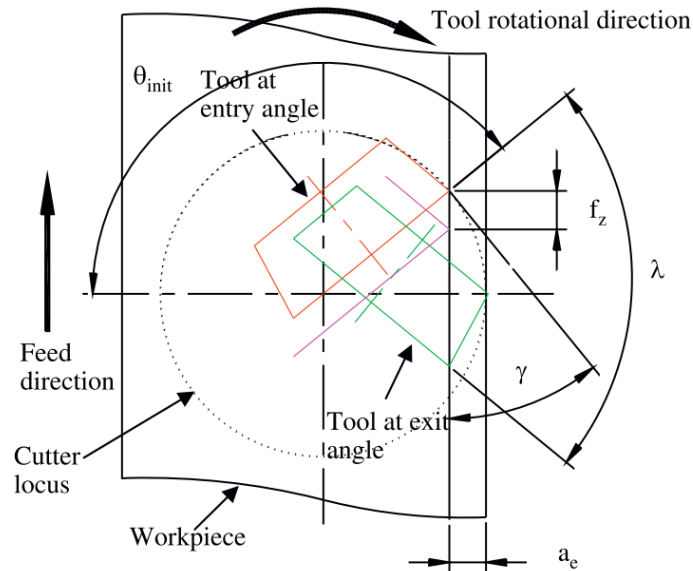 Tool rotational direction
θinit
Tool at
entry angle
fz
λ
Feed
direction
γ
Tool at exit
angle
Cutter
locus
Workpiece
ae